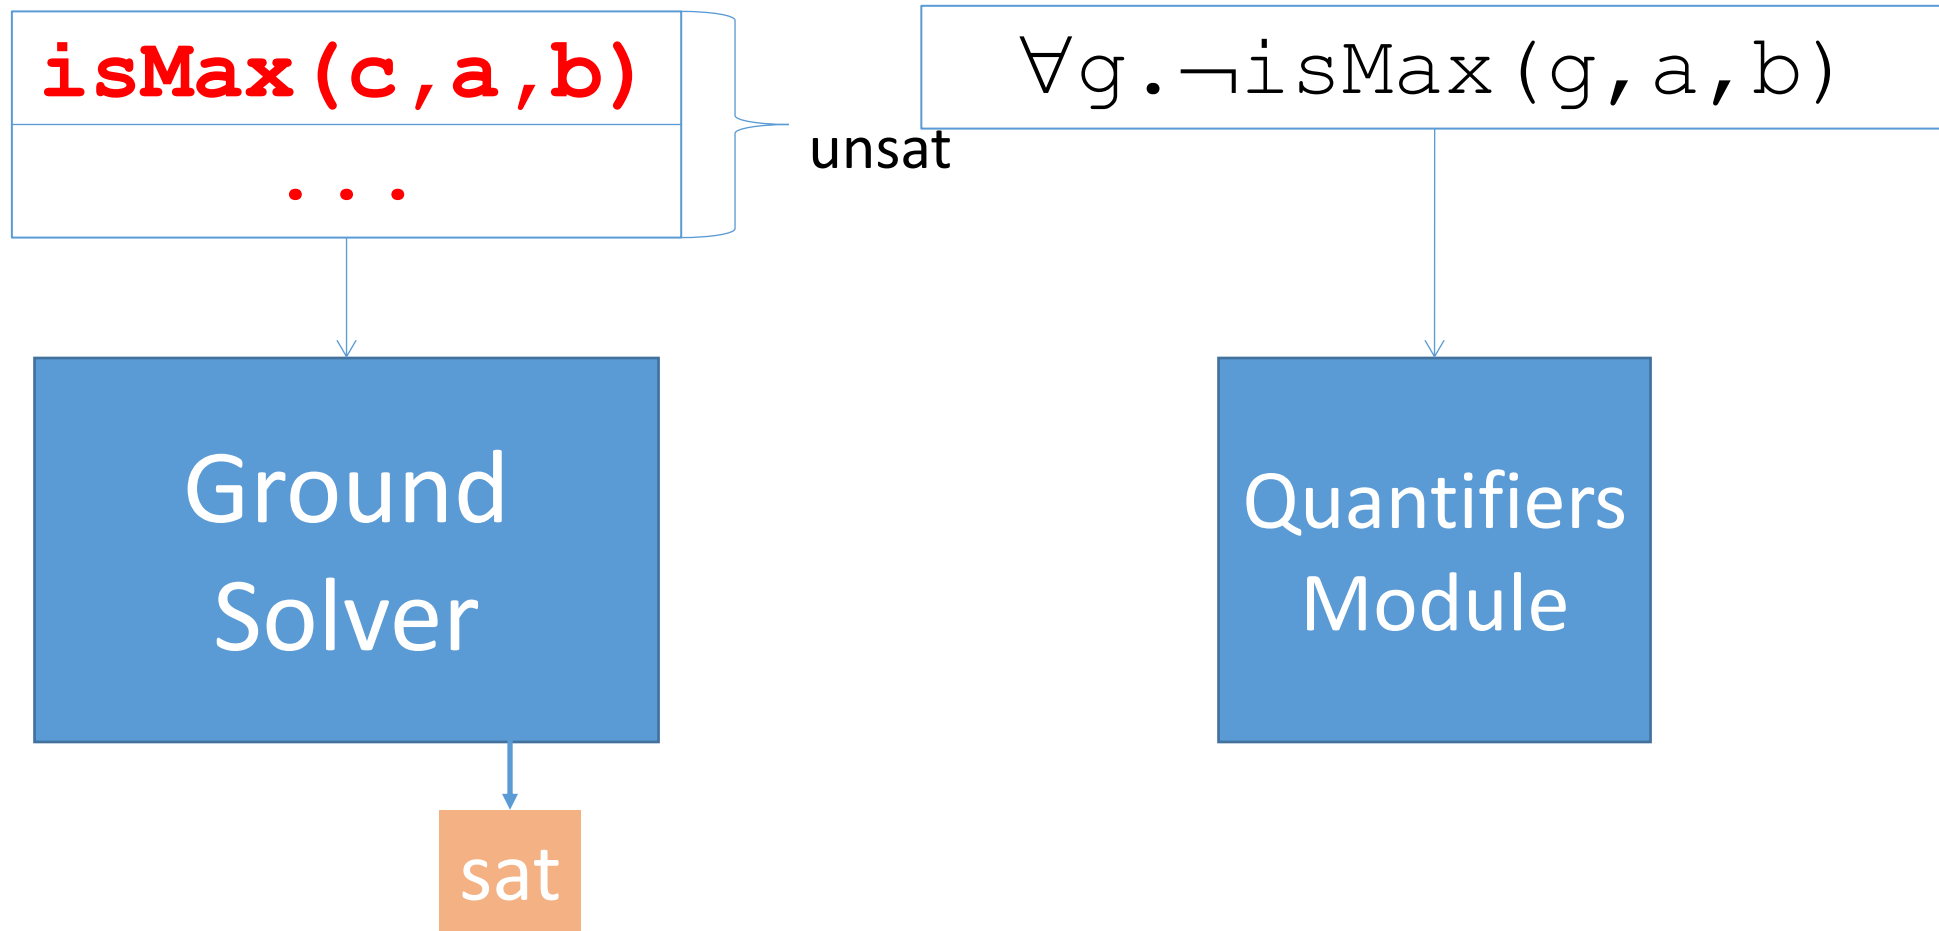 isMax(c,a,b)
...
unsat
∀g.¬isMax(g,a,b)
Ground
Solver
Quantifiers
Module
sat